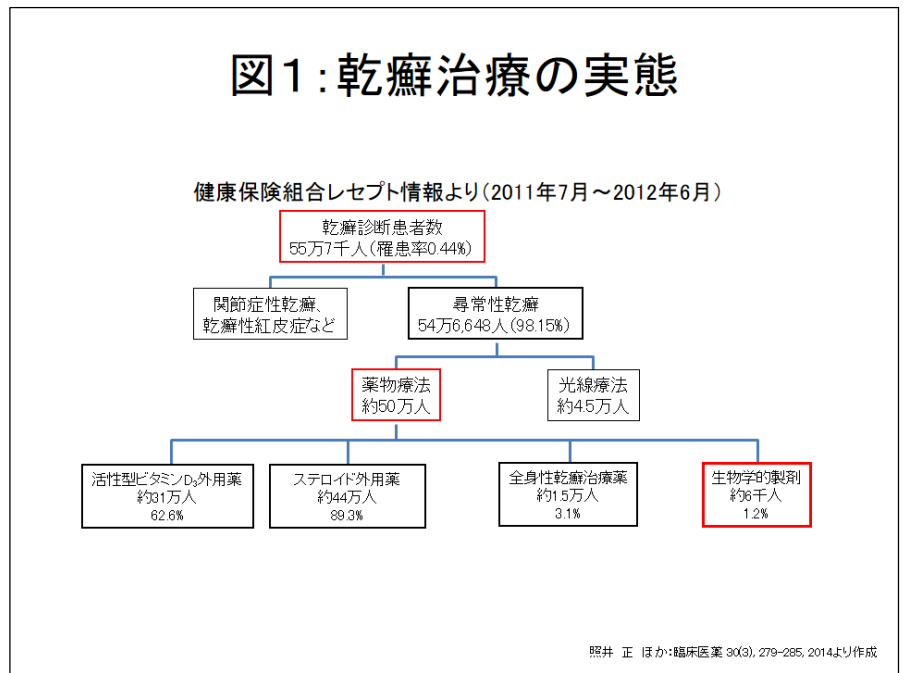 図1:乾癬治療の実態
健康保険組合レセプト情報より(2011年7月～2012年6月)
乾癬診断患者数
55万7千人(罹患率0.44%)
関節症性乾癬、
乾癬性紅皮症など
尋常性乾癬
54万6,648人(98.15%)
薬物療法
約50万人
光線療法
約4.5万人
活性型ビタミンD₃外用薬
約31万人
62.6%
ステロイド外用薬
約44万人
89.3%
全身性乾癬治療薬
約1.5万人
3.1%
生物学的製剤
約6千人
1.2%
照井 正 ほか:臨床医薬 30(3), 279-285, 2014より作成